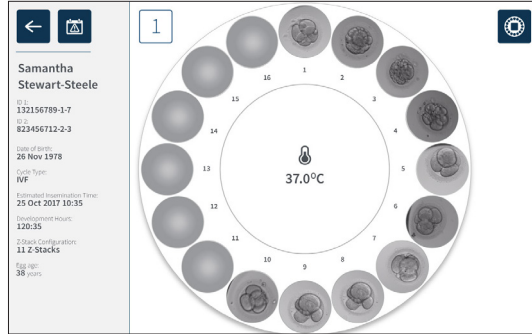 1
Samantha
Stewart-Steele
ID 1:
132156789-1-7
ID 2:
823456712-2-3
Date of Birth:
26 Nov 1978
Cycle Type:
IVF
Estimated Insemination Time:
25 Oct 2017 10:35
Development Hours:
120:35
Z-Stack Configuration:
11 Z-Stacks
Egg age:
38 years
1
2
3
4
5
6
7
8
9
10
11
12
13
14
15
16
37.0°C